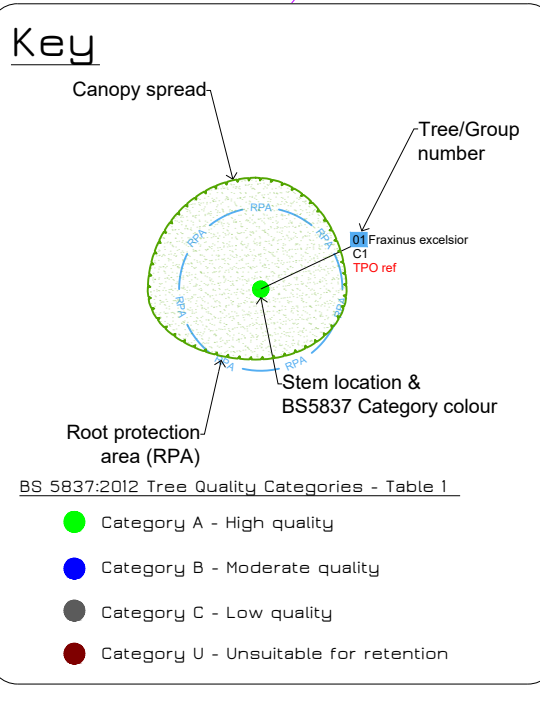 Key
Canopy spread
Tree/Group
number
RPA
RPA
RPA
01 Fraxinus excelsior
C1
TPO ref
RPA
RPA
RPA
RPA
Stem location &
BS5837 Category colour
Root protection
area (RPA)
BS 5837:2012 Tree Quality Categories - Table 1
Category A - High quality
Category B - Moderate quality
Category C - Low quality
Category U - Unsuitable for retention